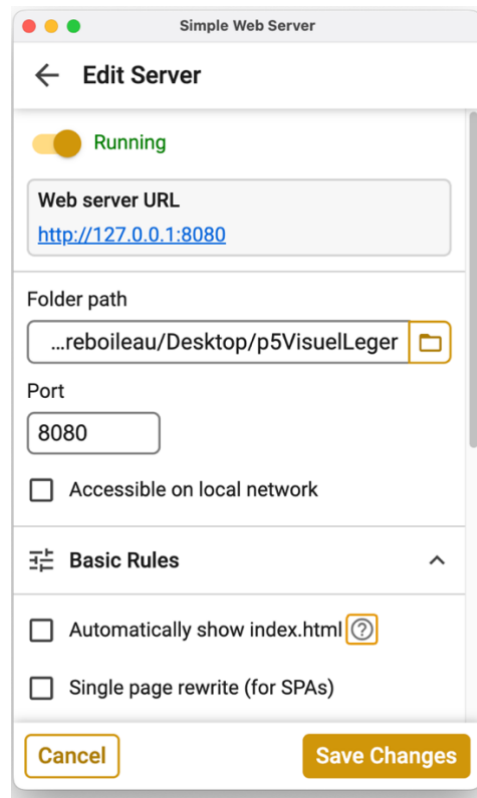 Simple Web Server
Edit Server
Running
Web server URL
http://127.0.0.1:8080
Folder path
...reboileau/Desktop/p5VisuelLeger
Port
8080
Accessible on local network
Basic Rules
Automatically show index.html
Single page rewrite (for SPAs)
Cancel
Save Changes